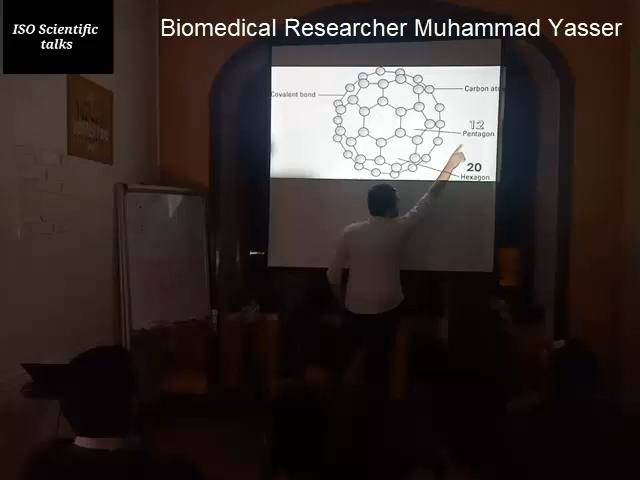 ISO Scientific
talks
Biomedical Researcher Muhammad Yasser
Covalent bond
12
Pentagon
20
Hexagon